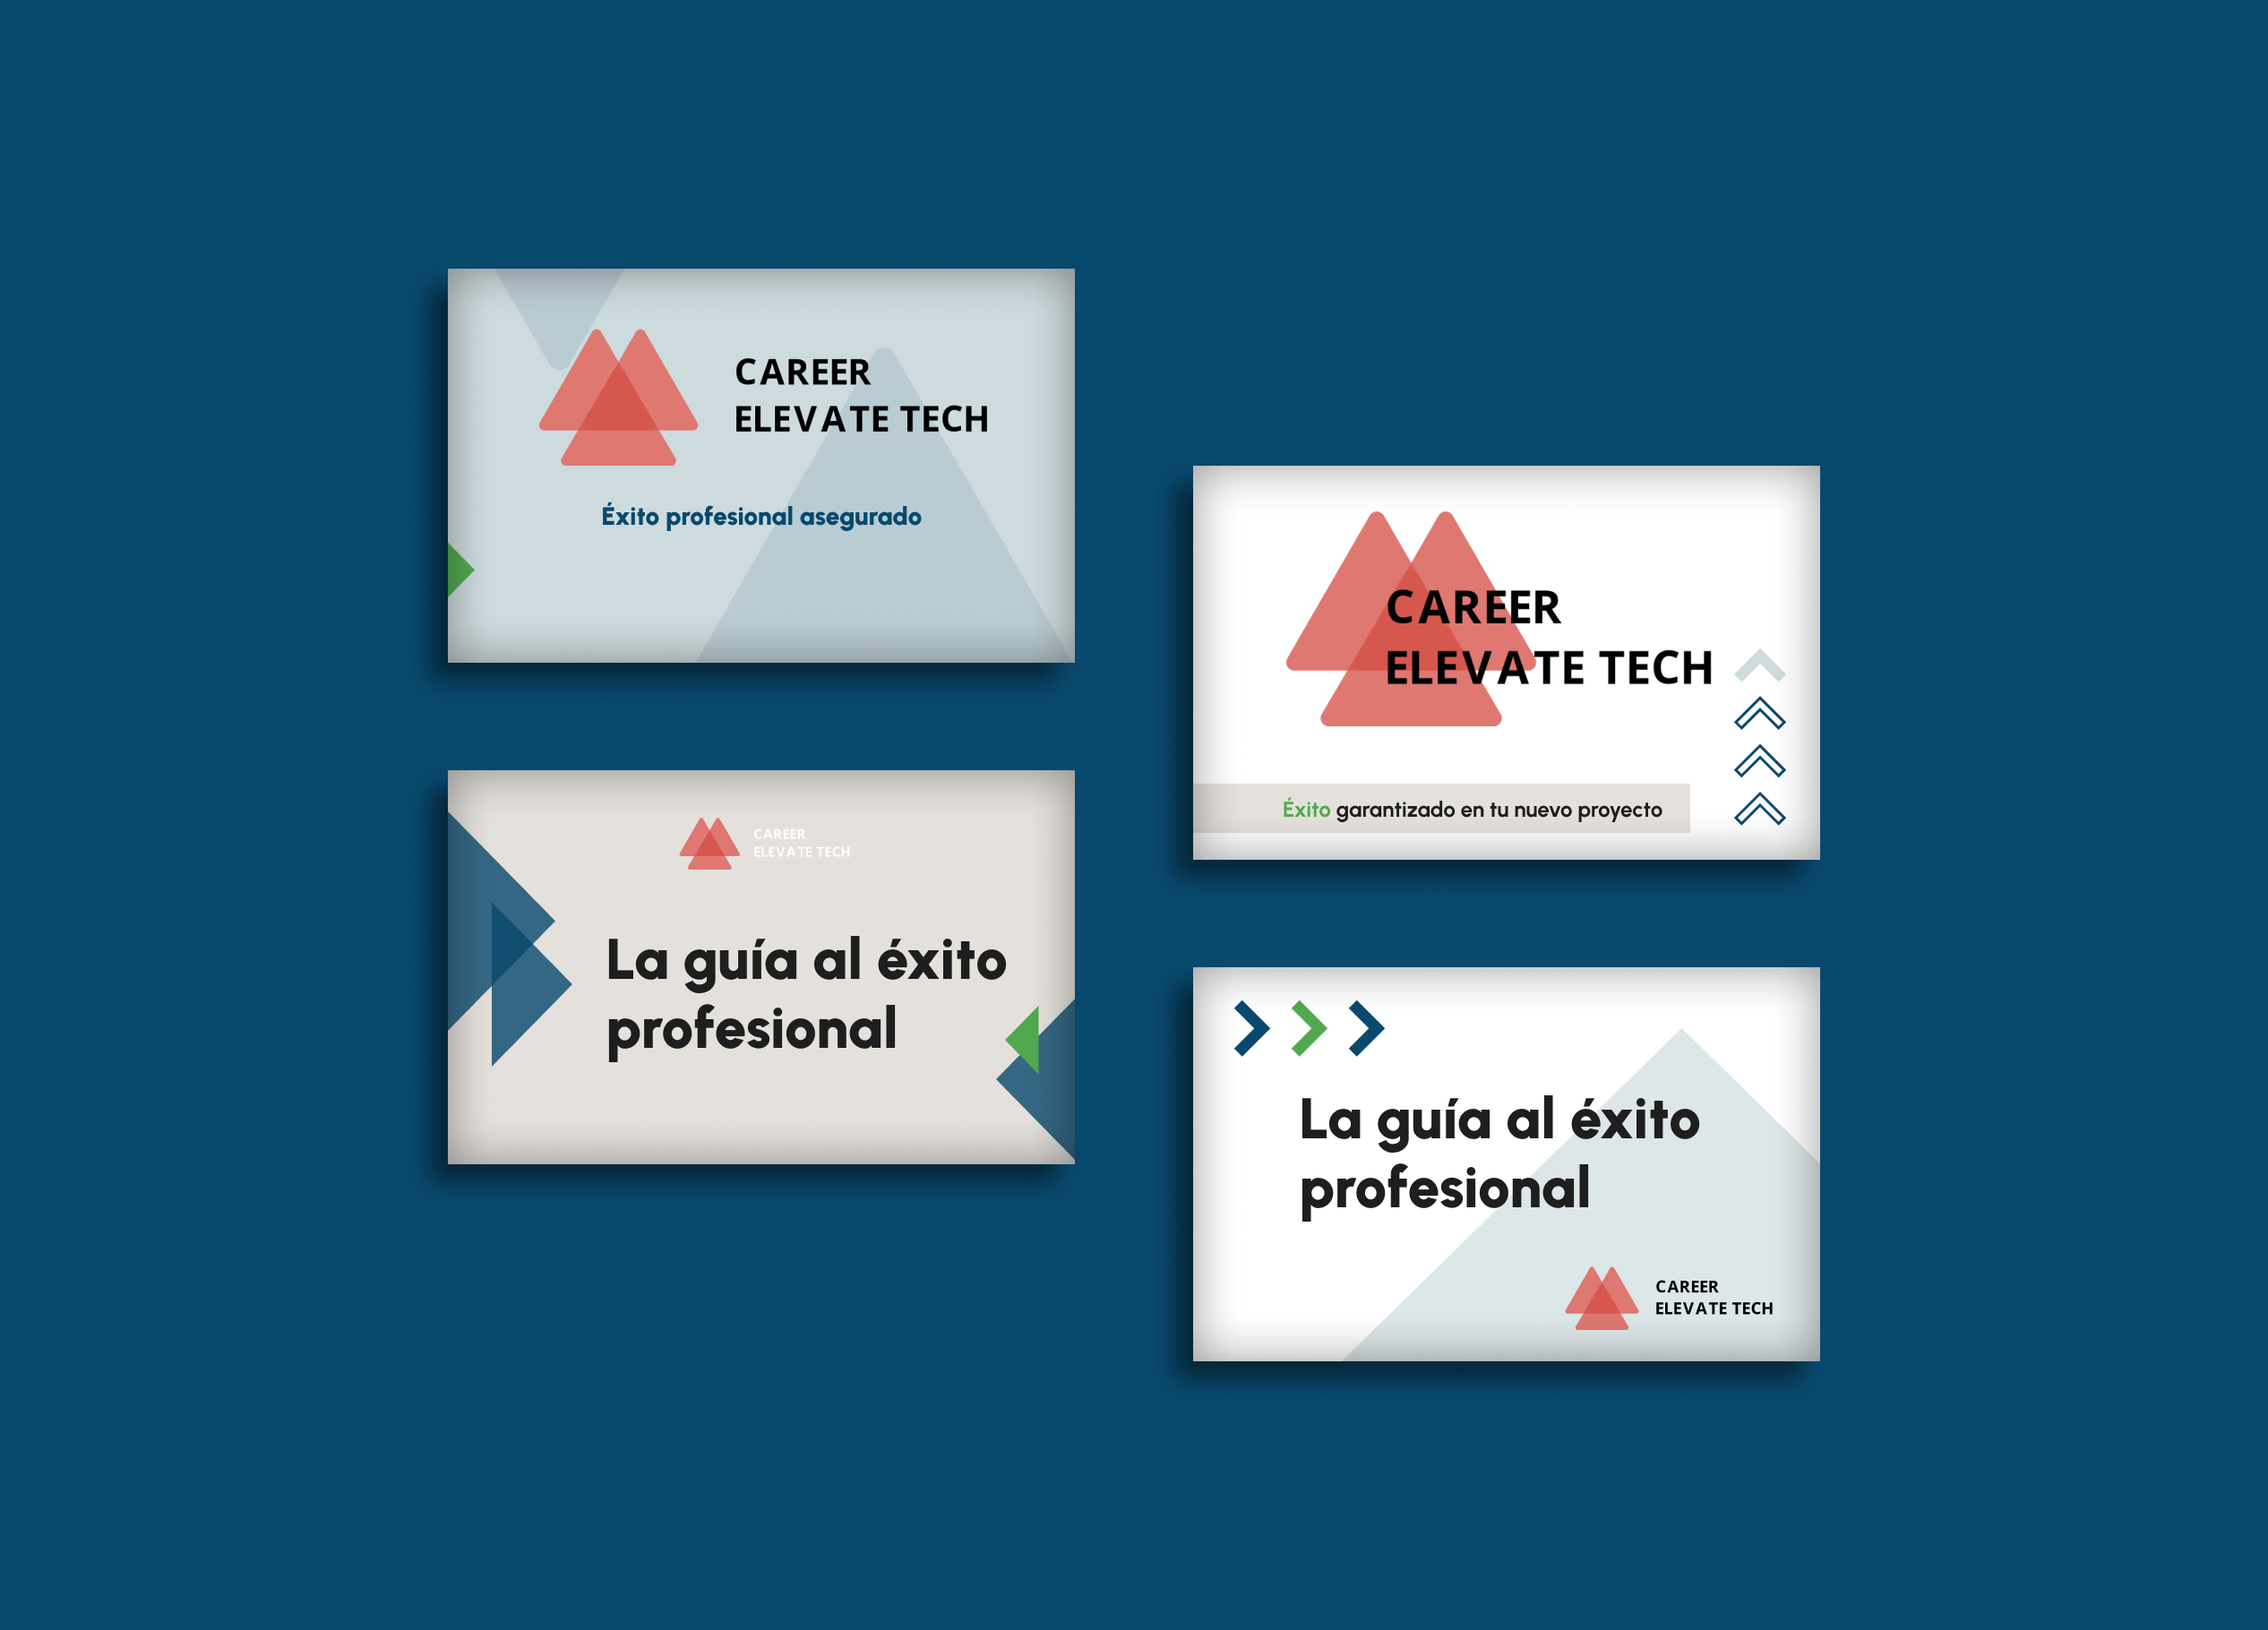 CAREER
ELEVATE TECH
Éxito profesional asegurado
CAREER
ELEVATE TECH
Éxito garantizado en tu nuevo proyecto
CAREER
ELEVATE TECH
La guía al éxito
profesional
La guía al éxito
profesional
CAREER
ELEVATE TECH